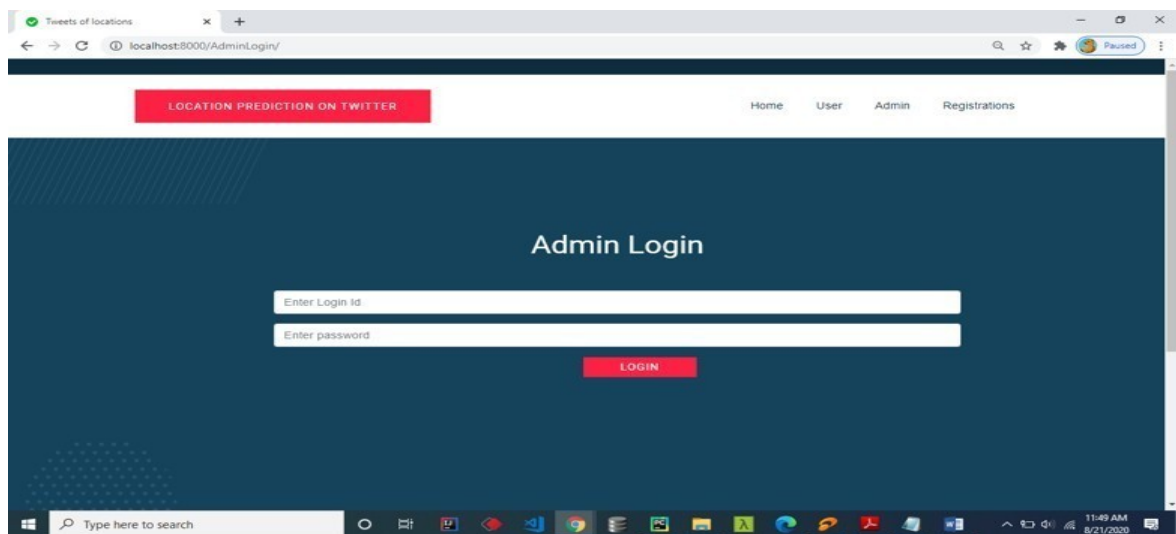 Tweets of locations
localhost:8000/AdminLogin/
Paused
LOCATION PREDICTION ON TWITTER
Home User Admin Registrations
Admin Login
Enter Login Id
Enter password
LOGIN
Type here to search
11:49 AM
8/21/2020